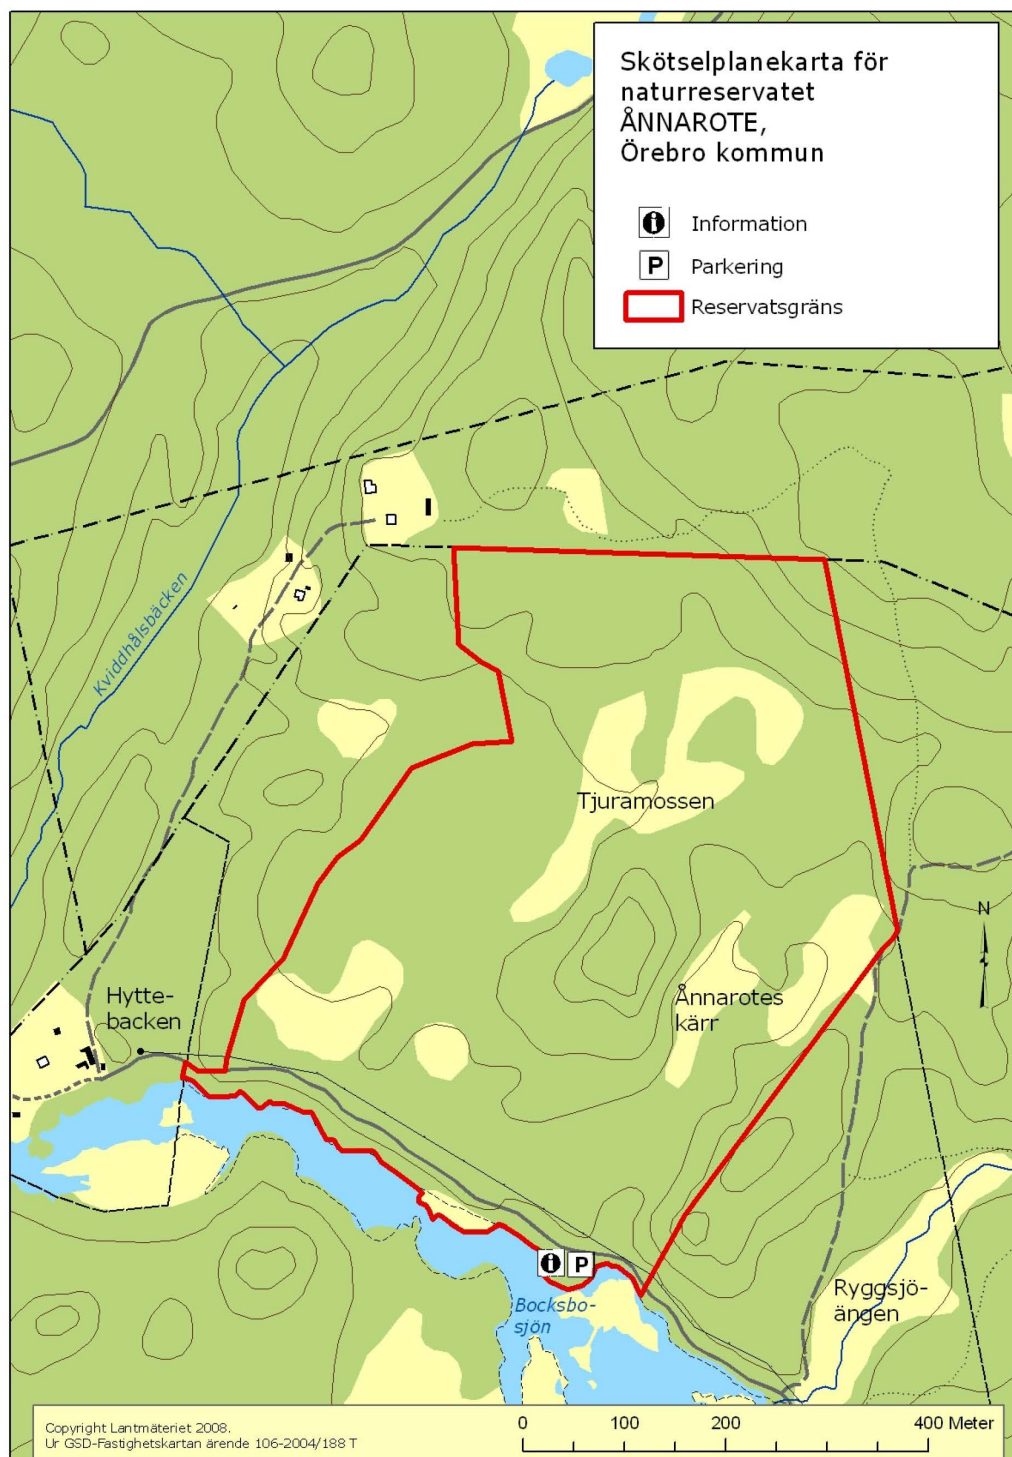 Skötselplanekarta för
naturreservatet
ÅNNAROTE,
Örebro kommun
Information
P
Parkering
Reservatsgräns
Kviddhålsbäcken
Tjuramossen
Ånnarotes
kärr
N
Hytte-
backen
P
Bocksbo-
sjön
Ryggsjö-
ängen
Copyright Lantmäteriet 2008.
Ur GSD-Fastighetskartan ärende 106-2004/188 T
0 100 200 400 Meter